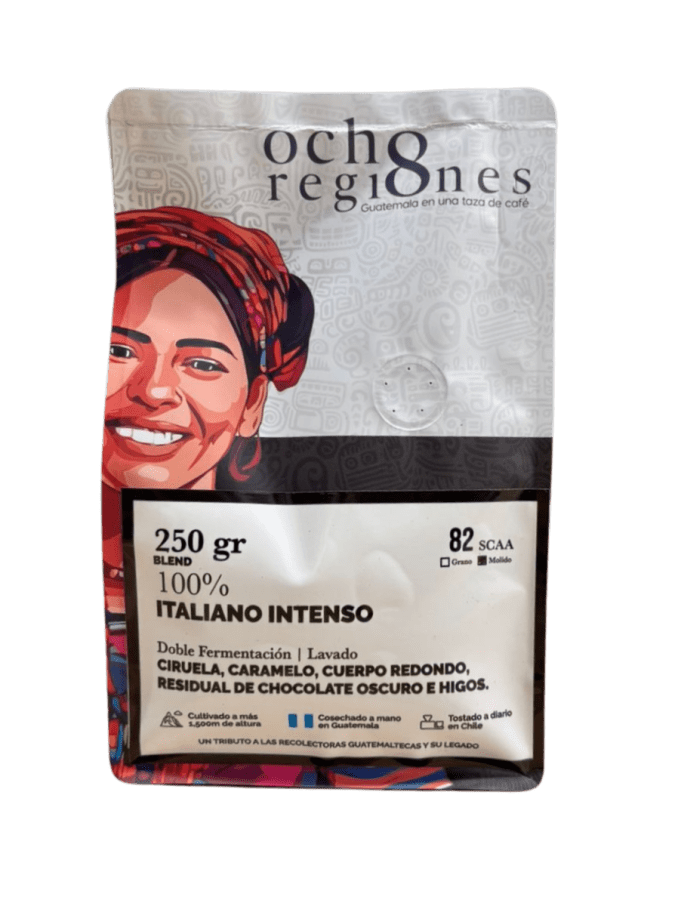 och8
regi8nes
Guatemala en una taza de café
250 gr
BLEND
100%
ITALIANO INTENSO
82 SCAA
Grano Molido
Doble Fermentación | Lavado
CIRUELA, CARAMELO, CUERPO REDONDO,
RESIDUAL DE CHOCOLATE OSCURO E HIGOS.
Cultivado a más
1,500m de altura
Cosechado a mano
en Guatemala
Tostado a diario
en Chile
UN TRIBUTO A LAS RECOLECTORAS GUATEMALTECAS Y SU LEGADO